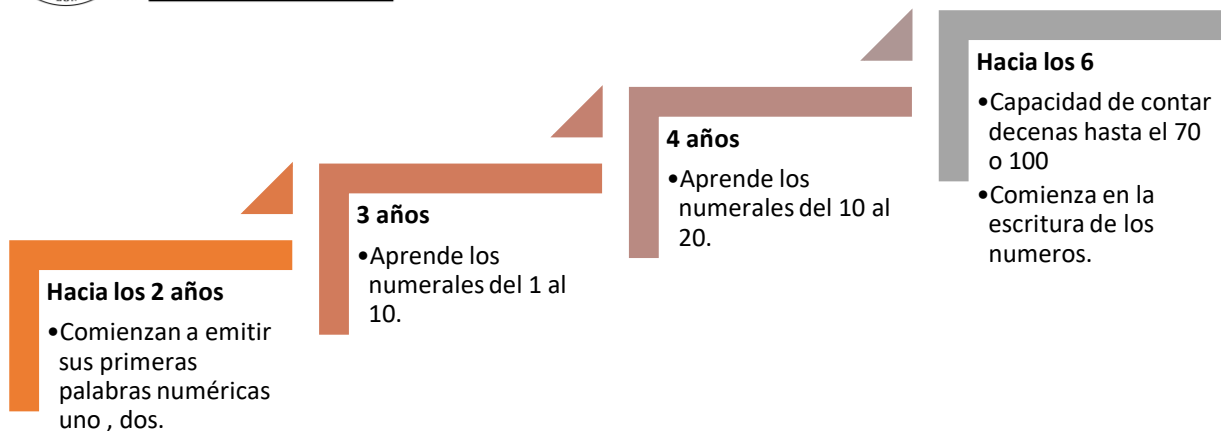 Hacia los 2 años
•Comienzan a emitir
sus primeras
palabras numéricas
uno , dos.
3 años
•Aprende los
numerales del 1 al
10.
4 años
•Aprende los
numerales del 10 al
20.
Hacia los 6
•Capacidad de contar
decenas hasta el 70
o 100
•Comienza en la
escritura de los
numeros.